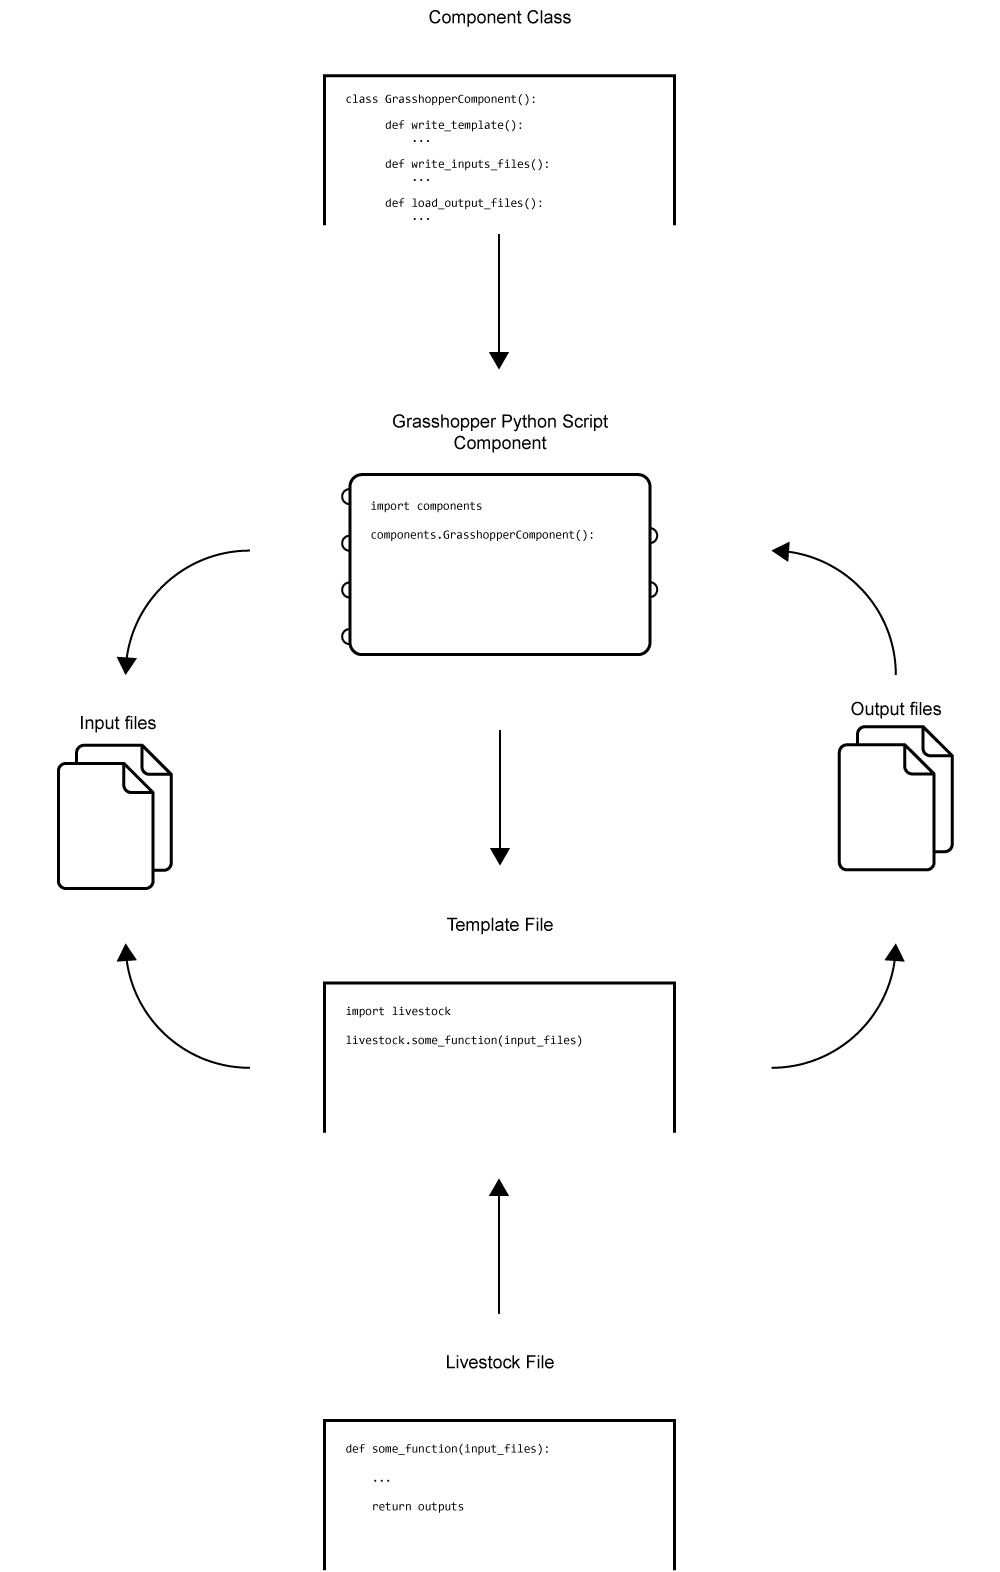 Component Class
class GrasshopperComponent():
def write_template():
...
def write_inputs_files():
...
def load_output_files():
...
Grasshopper Python Script
Component
import components
components.GrasshopperComponent():
Input files
Output files
Template File
import livestock
livestock.some_function(input_files)
Livestock File
def some_function(input_files):
...
return outputs